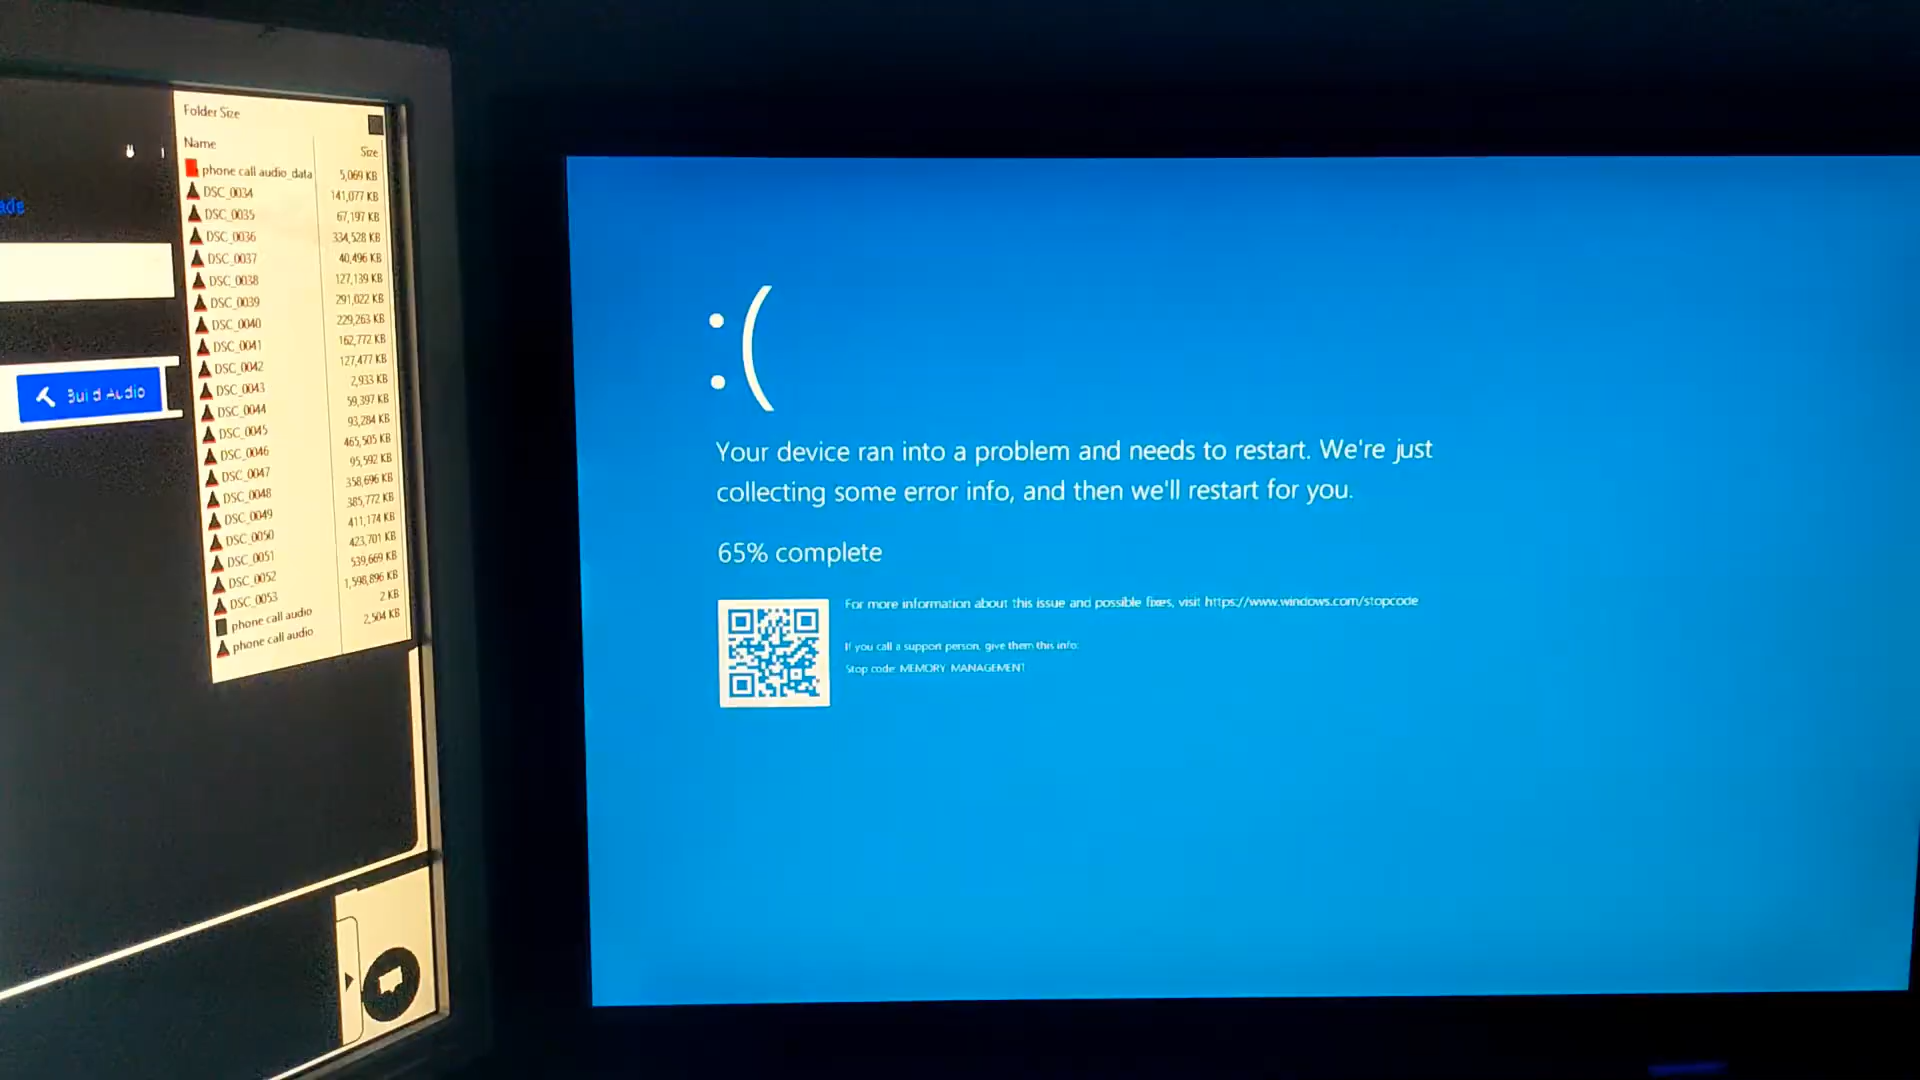 Folder Size
Name Size
phone call audio_data 5,069 KB
DSC_0034 141,077 KB
DSC_0035 67,197 KB
DSC_0036 334,528 KB
DSC_0037 40,496 KB
DSC_0038 127,139 KB
DSC_0039 291,022 KB
DSC_0040 229,263 KB
DSC_0041 162,772 KB
DSC_0042 127,477 KB
DSC_0043 2,933 KB
DSC_0044 59,397 KB
DSC_0045 93,284 KB
DSC_0046 465,505 KB
DSC_0047 95,592 KB
DSC_0048 358,696 KB
DSC_0049 385,772 KB
DSC_0050 411,174 KB
DSC_0051 423,701 KB
DSC_0052 539,669 KB
DSC_0053 1,598,896 KB
phone call audio 2 KB
phone call audio 2,504 KB
Build Audio
:(
Your device ran into a problem and needs to restart. We're just
collecting some error info, and then we'll restart for you.
65% complete
For more information about this issue and possible fixes, visit https://www.windows.com/stopcode
If you call a support person, give them this info:
Stop code: MEMORY_MANAGEMENT